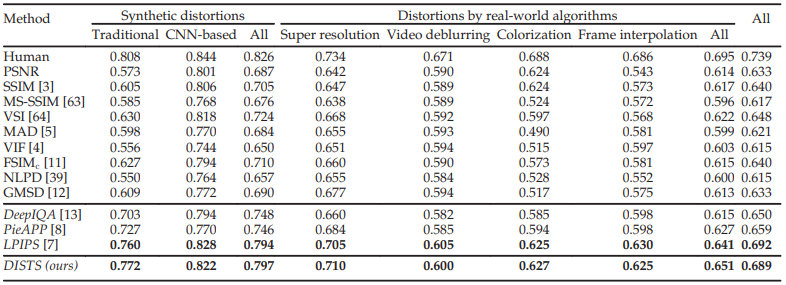 Method Synthetic distortions Distortions by real-world algorithms All
Traditional CNN-based All Super resolution Video deblurring Colorization Frame interpolation All
Human 0.808 0.844 0.826 0.734 0.671 0.688 0.686 0.695 0.739
PSNR 0.573 0.801 0.687 0.642 0.590 0.624 0.543 0.614 0.633
SSIM [3] 0.605 0.806 0.705 0.647 0.589 0.624 0.573 0.617 0.640
MS-SSIM [63] 0.585 0.768 0.676 0.638 0.589 0.524 0.572 0.596 0.617
VSI [64] 0.630 0.818 0.724 0.668 0.592 0.597 0.568 0.622 0.648
MAD [5] 0.598 0.770 0.684 0.655 0.593 0.490 0.581 0.599 0.621
VIF [4] 0.556 0.744 0.650 0.651 0.594 0.515 0.597 0.603 0.615
FSIMc [11] 0.627 0.794 0.710 0.660 0.590 0.573 0.581 0.615 0.640
NLPD [39] 0.550 0.764 0.657 0.655 0.584 0.528 0.552 0.600 0.615
GMSD [12] 0.609 0.772 0.690 0.677 0.594 0.517 0.575 0.613 0.633
DeepIQA [13] 0.703 0.794 0.748 0.660 0.582 0.585 0.598 0.615 0.650
PieAPP [8] 0.727 0.770 0.746 0.684 0.585 0.594 0.598 0.627 0.659
LPIPS [7] 0.760 0.828 0.794 0.705 0.605 0.625 0.630 0.641 0.692
DISTS (ours) 0.772 0.822 0.797 0.710 0.600 0.627 0.625 0.651 0.689